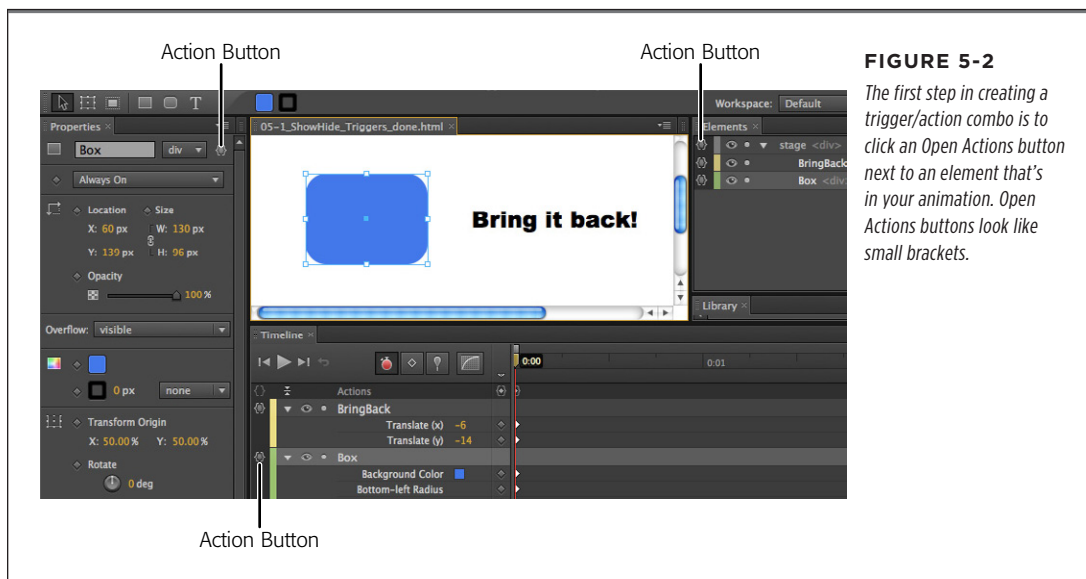 Action Button
Action Button
FIGURE 5-2
The first step in creating a
trigger/action combo is to
click an Open Actions button
next to an element that's
in your animation. Open
Actions buttons look like
small brackets.
T
Workspace: Default
Properties ×
05-1_ShowHide_Triggers_done.html ×
Elements ×
Box
div
stage <div>
BringBack
Box <div>
Always On
Location
Size
X: 60 px
W: 130 px
Y: 139 px
H: 96 px
Bring it back!
Opacity
100%
Library ×
Overflow: visible
Timeline ×
0:00
0:01
0 px
none
Actions
BringBack
Translate (x) -6
Translate (y) -14
Transform Origin
X: 50.00% Y: 50.00%
Box
Rotate
Background Color
0 deg
Bottom-left Radius
Action Button